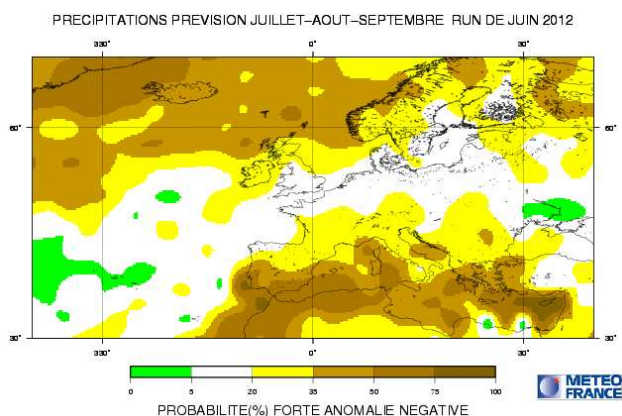 PRECIPITATIONS PREVISION JUILLET-AOUT-SEPTEMBRE RUN DE JUIN 2012
330° 0° 30°
60° 60°
30° 30°
330° 0° 30°
0 5 20 35 50 75 100
METEO
FRANCE
PROBABILITE(%) FORTE ANOMALIE NEGATIVE